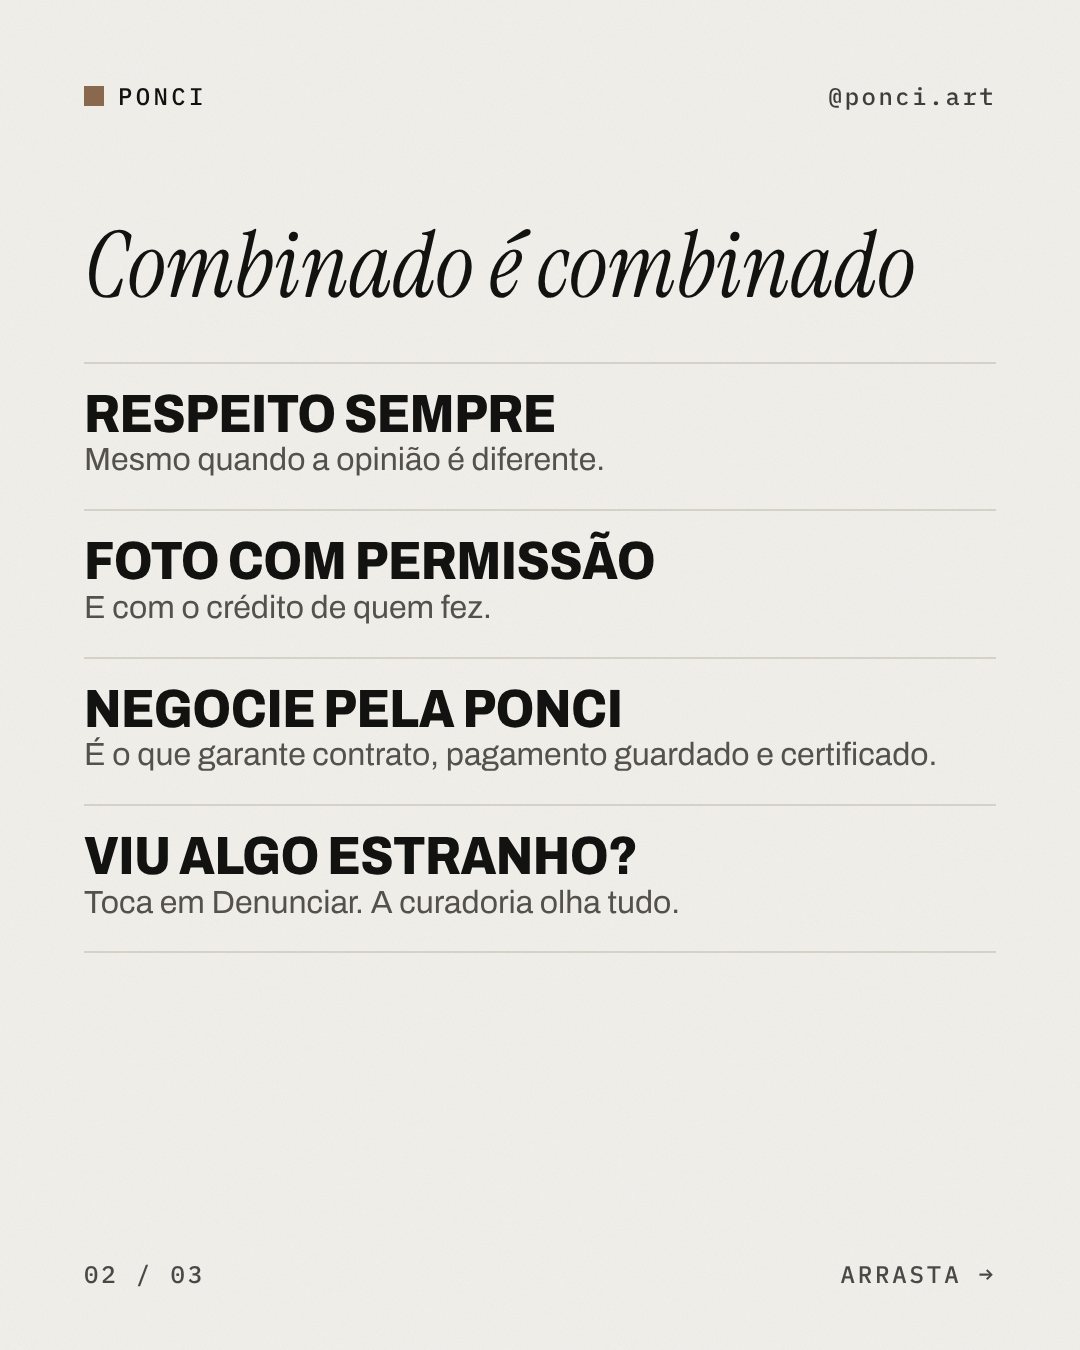 PONCI
@ponci.art
Combinado é combinado
RESPEITO SEMPRE
Mesmo quando a opinião é diferente.
FOTO COM PERMISSÃO
E com o crédito de quem fez.
NEGOCIE PELA PONCI
É o que garante contrato, pagamento guardado e certificado.
VIU ALGO ESTRANHO?
Toca em Denunciar. A curadoria olha tudo.
02 / 03
ARRASTA →